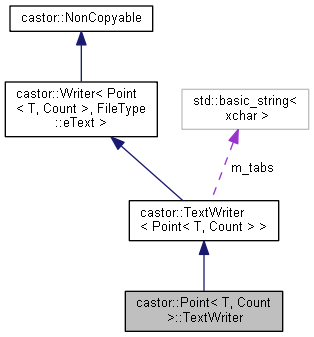 castor::NonCopyable
castor::Writer< Point
< T, Count >, FileType
::eText >
std::basic_string<
xchar >
m_tabs
castor::TextWriter
< Point< T, Count > >
castor::Point< T, Count
>::TextWriter